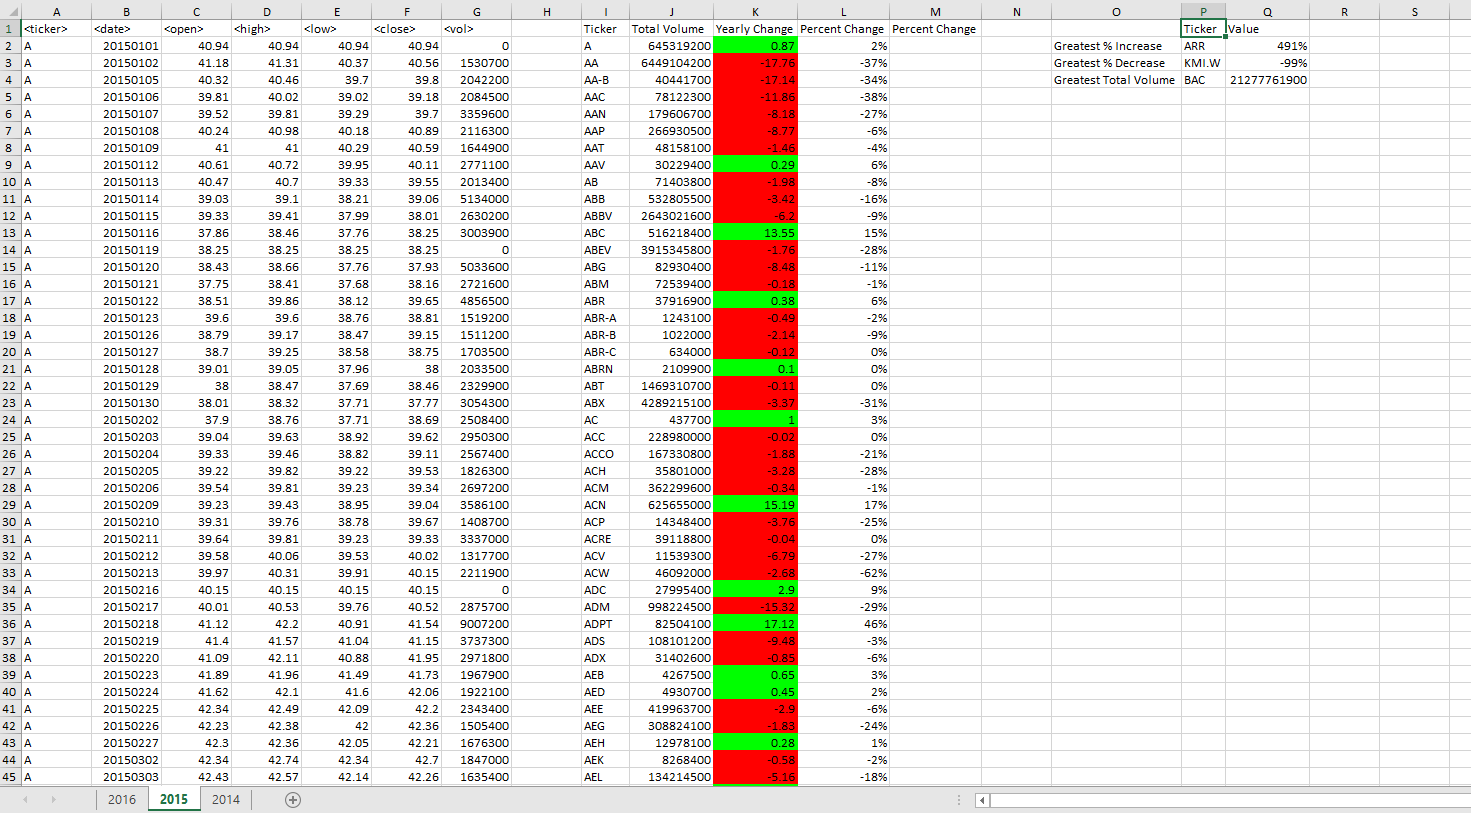 A B C D E F G H I J K L M N O P Q R S
1 <ticker> <date> <open> <high> <low> <close> <vol> Ticker Total Volume Yearly Change Percent Change Percent Change Ticker Value
2 A 20150101 40.94 40.94 40.94 40.94 0 A 645319200 0.87 2% Greatest % Increase ARR 491%
3 A 20150102 41.18 41.31 40.37 40.56 1530700 AA 6449104200 -17.76 -37% Greatest % Decrease KMI.W -99%
4 A 20150105 40.32 40.46 39.7 39.8 2042200 AA-B 40441700 -17.14 -34% Greatest Total Volume BAC 21277761900
5 A 20150106 39.81 40.02 39.02 39.18 2084500 AAC 78122300 -11.86 -38%
6 A 20150107 39.52 39.81 39.29 39.7 3359600 AAN 179606700 -8.18 -27%
7 A 20150108 40.24 40.98 40.18 40.89 2116300 AAP 266930500 -8.77 -6%
8 A 20150109 41 41 40.29 40.59 1644900 AAT 48158100 -1.46 -4%
9 A 20150112 40.61 40.72 39.95 40.11 2771100 AAV 30229400 0.29 6%
10 A 20150113 40.47 40.7 39.33 39.55 2013400 AB 71403800 -1.98 -8%
11 A 20150114 39.03 39.1 38.21 39.06 5134000 ABB 532805500 -3.42 -16%
12 A 20150115 39.33 39.41 37.99 38.01 2630200 ABBV 2643021600 -6.2 -9%
13 A 20150116 37.86 38.46 37.76 38.25 3003900 ABC 516218400 13.55 15%
14 A 20150119 38.25 38.25 38.25 38.25 0 ABEV 3915345800 -1.76 -28%
15 A 20150120 38.43 38.66 37.76 37.93 5033600 ABG 82930400 -8.48 -11%
16 A 20150121 37.75 38.41 37.68 38.16 2721600 ABM 72539400 -0.18 -1%
17 A 20150122 38.51 39.86 38.12 39.65 4856500 ABR 37916900 0.38 6%
18 A 20150123 39.6 39.6 38.76 38.81 1519200 ABR-A 1243100 -0.49 -2%
19 A 20150126 38.79 39.17 38.47 39.15 1511200 ABR-B 1022000 -2.14 -9%
20 A 20150127 38.7 39.25 38.58 38.75 1703500 ABR-C 634000 -0.12 0%
21 A 20150128 39.01 39.05 37.96 38 2033500 ABRN 2109900 0.1 0%
22 A 20150129 38 38.47 37.69 38.46 2329900 ABT 1469310700 -0.11 0%
23 A 20150130 38.01 38.32 37.71 37.77 3054300 ABX 4289215100 -3.37 -31%
24 A 20150202 37.9 38.76 37.71 38.69 2508400 AC 437700 1 3%
25 A 20150203 39.04 39.63 38.92 39.62 2950300 ACC 228980000 -0.02 0%
26 A 20150204 39.33 39.46 38.82 39.11 2567400 ACCO 167330800 -1.88 -21%
27 A 20150205 39.22 39.82 39.22 39.53 1826300 ACH 35801000 -3.28 -28%
28 A 20150206 39.54 39.81 39.23 39.34 2697200 ACM 362299600 -0.34 -1%
29 A 20150209 39.23 39.43 38.95 39.04 3586100 ACN 625655000 15.19 17%
30 A 20150210 39.31 39.76 38.78 39.67 1408700 ACP 14348400 -3.76 -25%
31 A 20150211 39.64 39.81 39.23 39.33 3337000 ACRE 39118800 -0.04 0%
32 A 20150212 39.58 40.06 39.53 40.02 1317700 ACV 11539300 -6.79 -27%
33 A 20150213 39.97 40.31 39.91 40.15 2211900 ACW 46092000 -2.68 -62%
34 A 20150216 40.15 40.15 40.15 40.15 0 ADC 27995400 2.9 9%
35 A 20150217 40.01 40.53 39.76 40.52 2875700 ADM 998224500 -15.32 -29%
36 A 20150218 41.12 42.2 40.91 41.54 9007200 ADPT 82504100 17.12 46%
37 A 20150219 41.4 41.57 41.04 41.15 3737300 ADS 108101200 -9.48 -3%
38 A 20150220 41.09 42.11 40.88 41.95 2971800 ADX 31402600 -0.85 -6%
39 A 20150223 41.89 41.96 41.49 41.73 1967900 AEB 4267500 0.65 3%
40 A 20150224 41.62 42.1 41.6 42.06 1922100 AED 4930700 0.45 2%
41 A 20150225 42.34 42.49 42.09 42.2 2343400 AEE 419963700 -2.9 -6%
42 A 20150226 42.23 42.38 42 42.36 1505400 AEG 308824100 -1.83 -24%
43 A 20150227 42.3 42.36 42.05 42.21 1676300 AEH 12978100 0.28 1%
44 A 20150302 42.34 42.74 42.34 42.7 1847000 AEK 8268400 -0.58 -2%
45 A 20150303 42.43 42.57 42.14 42.26 1635400 AEL 134214500 -5.16 -18%
2016 2015 2014